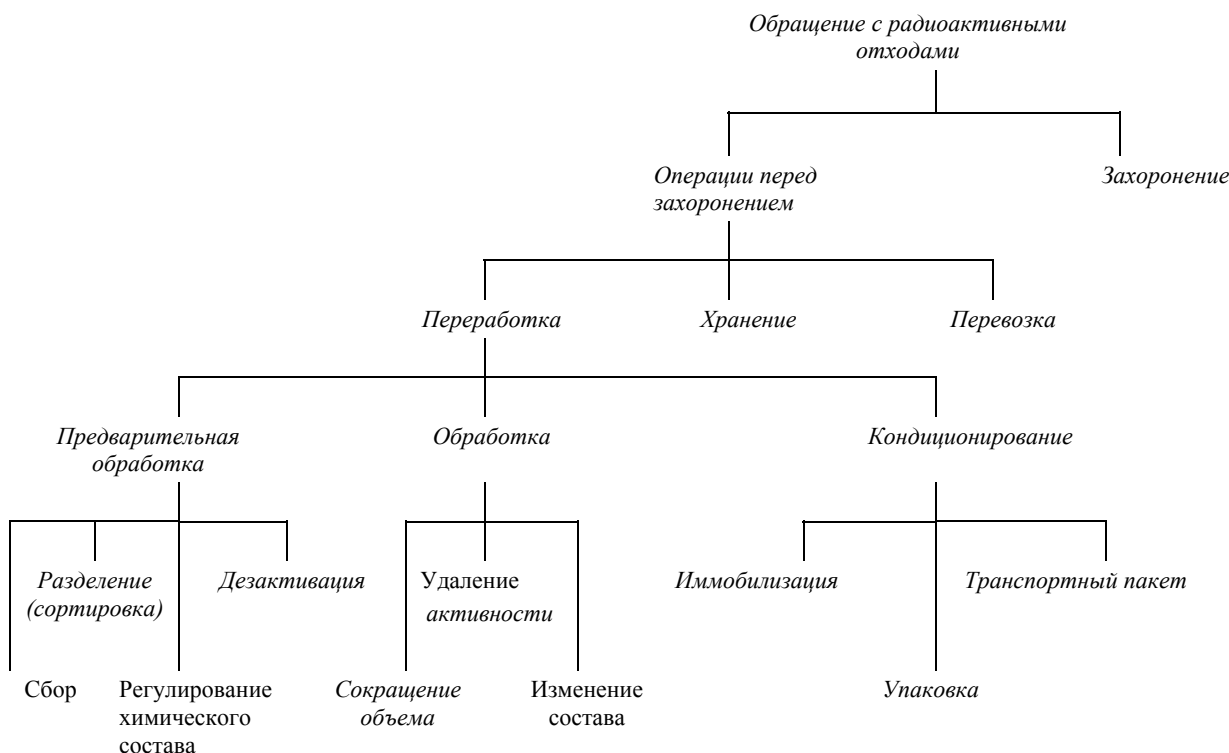 Обращение с радиоактивными
отходами
Операции перед
захоронением
Захоронение
Переработка
Хранение
Перевозка
Предварительная
обработка
Обработка
Кондиционирование
Разделение
(сортировка)
Дезактивация
Удаление
активности
Иммобилизация
Транспортный пакет
Сбор
Регулирование
химического
состава
Сокращение
объема
Изменение
состава
Упаковка